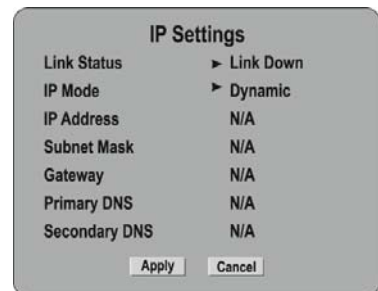 IP Settings
Link Status ► Link Down
IP Mode ► Dynamic
IP Address N/A
Subnet Mask N/A
Gateway N/A
Primary DNS N/A
Secondary DNS N/A
Apply Cancel